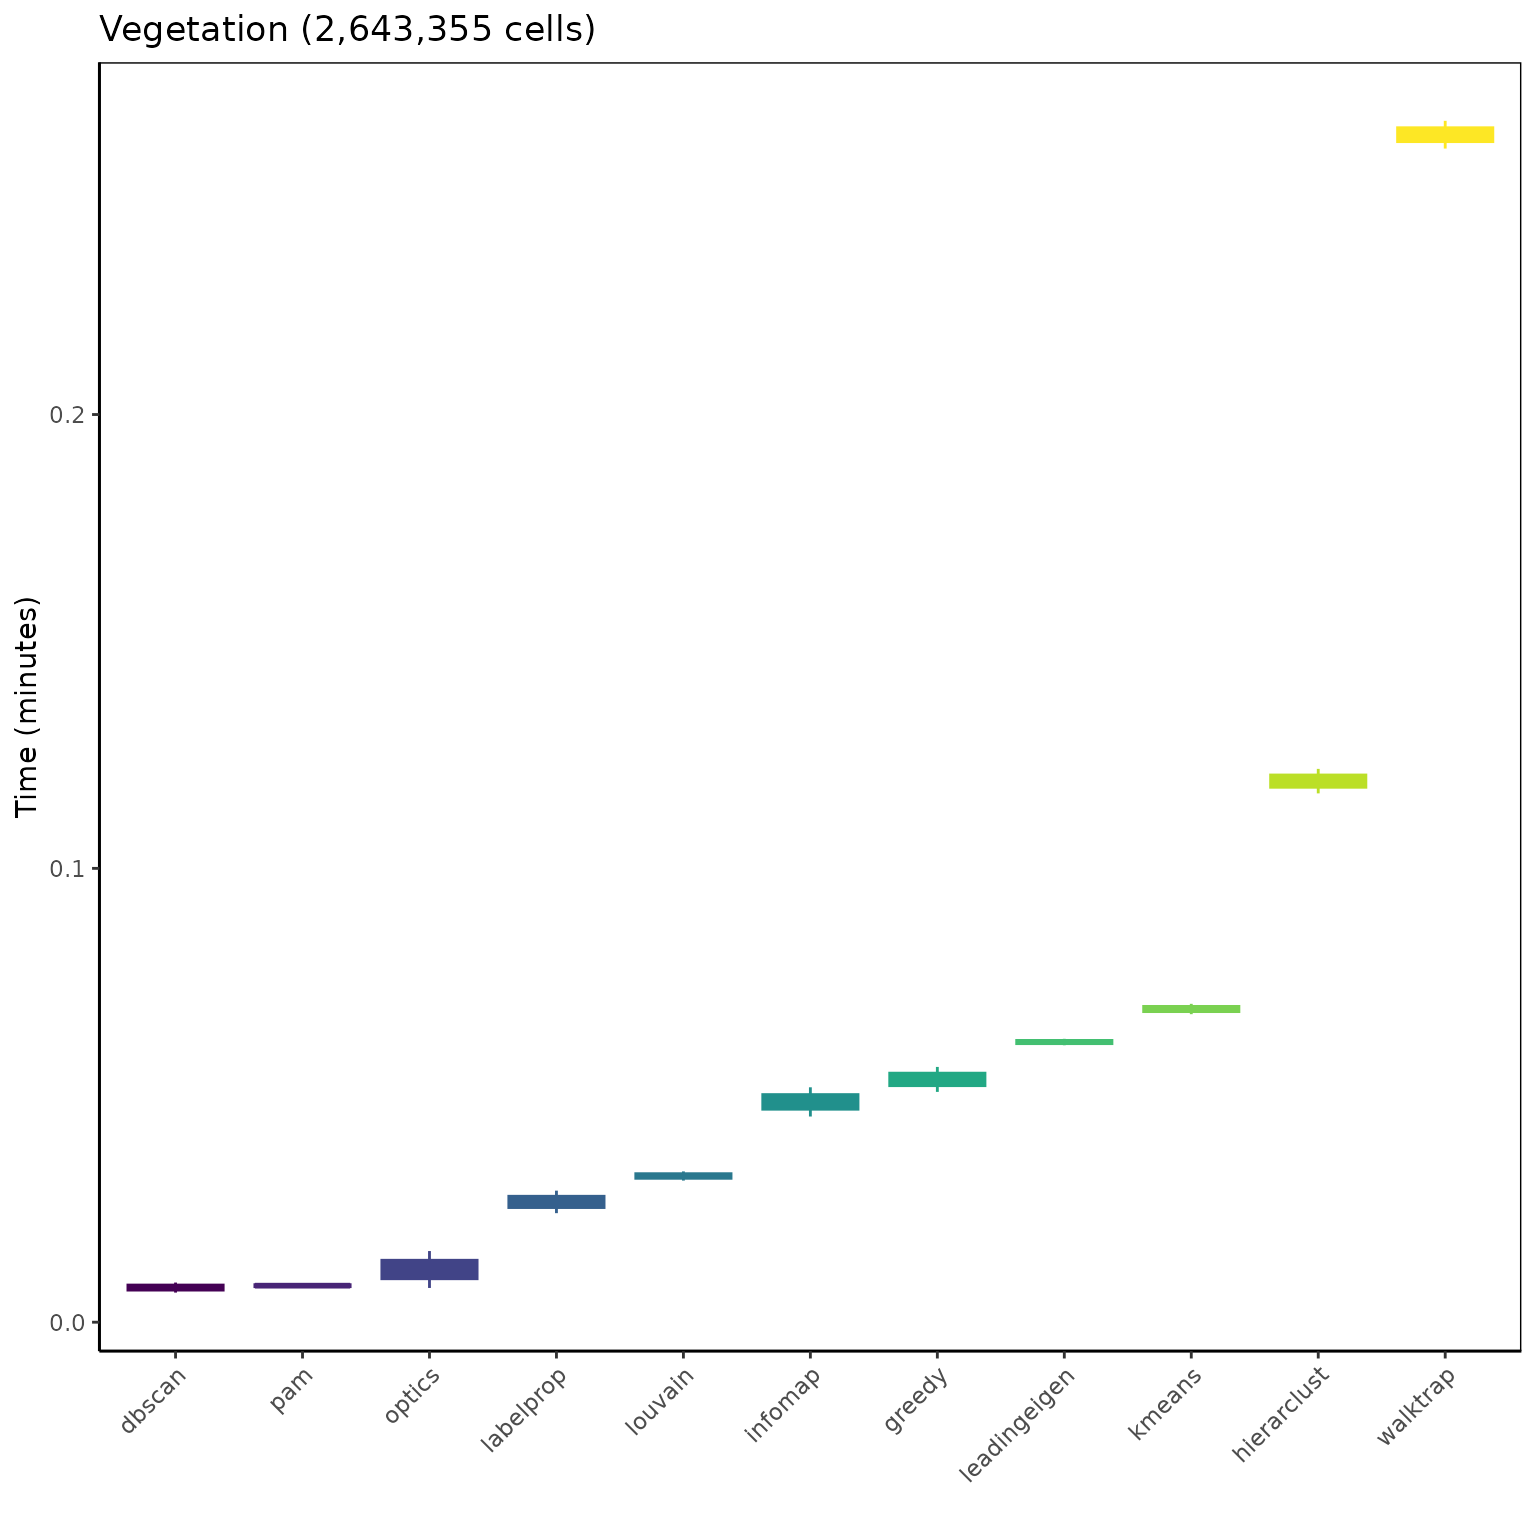 Vegetation (2,643,355 cells)
Time (minutes)
0.2
0.1
0.0
dbscan
pam
optics
labelprop
louvain
infomap
greedy
leadingeigen
kmeans
hierarclust
walktrap